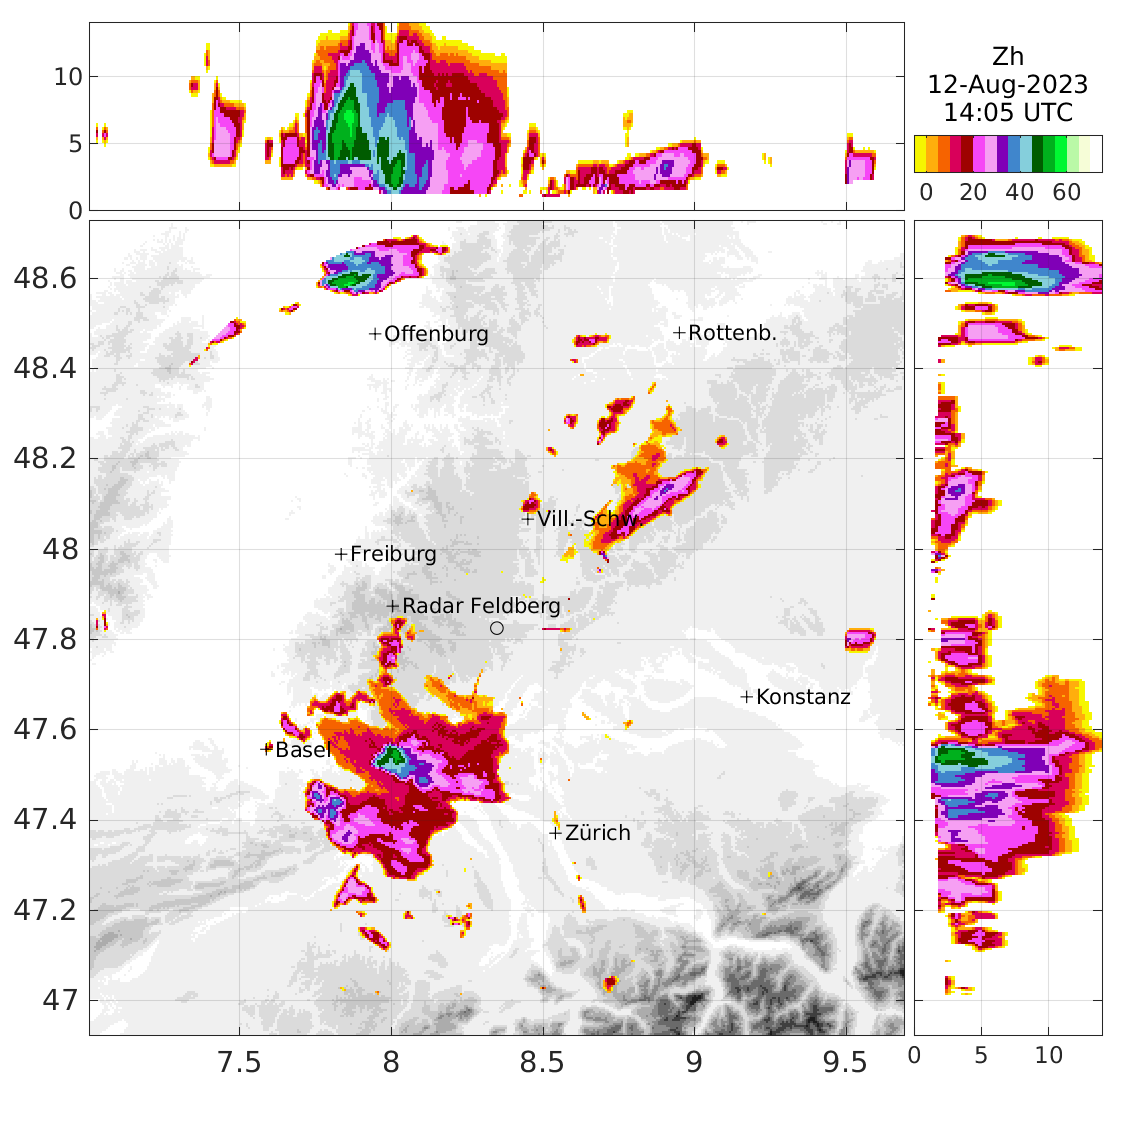 10
5
0
Zh
12-Aug-2023
14:05 UTC
0 20 40 60
48.6
48.4
48.2
48
47.8
47.6
47.4
47.2
47
+Offenburg
+Rottenb.
+Vill.-Schw.
+Freiburg
+Radar Feldberg
+Konstanz
+Basel
+Zürich
7.5 8 8.5 9 9.5
0 5 10